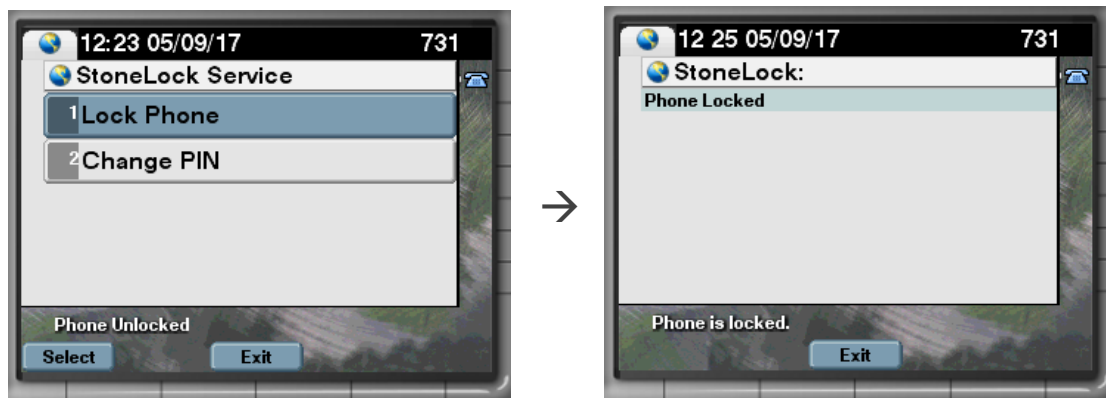 12:23 05/09/17 731
StoneLock Service
1 Lock Phone
2 Change PIN
Phone Unlocked
Select Exit
→
12 25 05/09/17 731
StoneLock:
Phone Locked
Phone is locked.
Exit